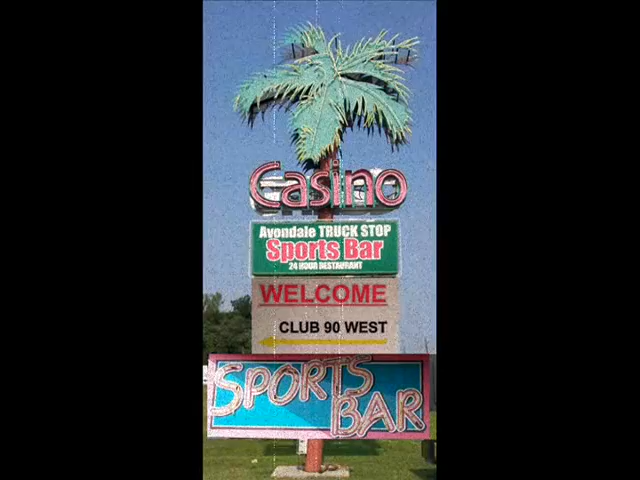 Casino
Avondale TRUCK STOP
Sports Bar
24 HOUR RESTAURANT
WELCOME
CLUB 90 WEST
SPORTS
BAR